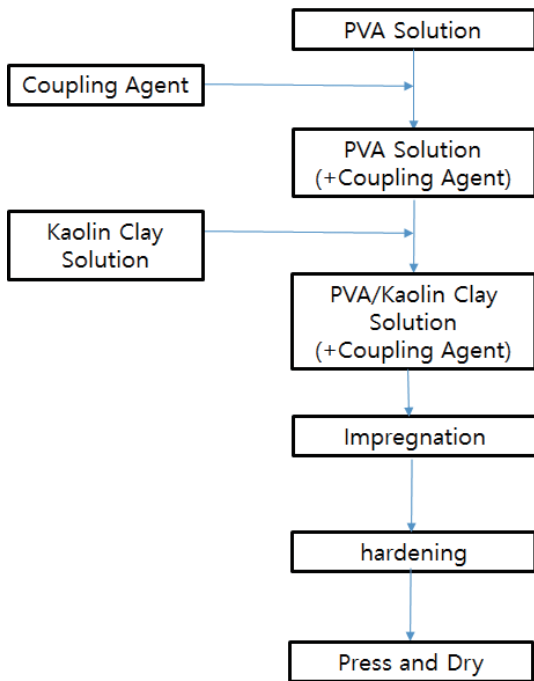 PVA Solution
Coupling Agent
PVA Solution
(+Coupling Agent)
Kaolin Clay
Solution
PVA/Kaolin Clay
Solution
(+Coupling Agent)
Impregnation
hardening
Press and Dry